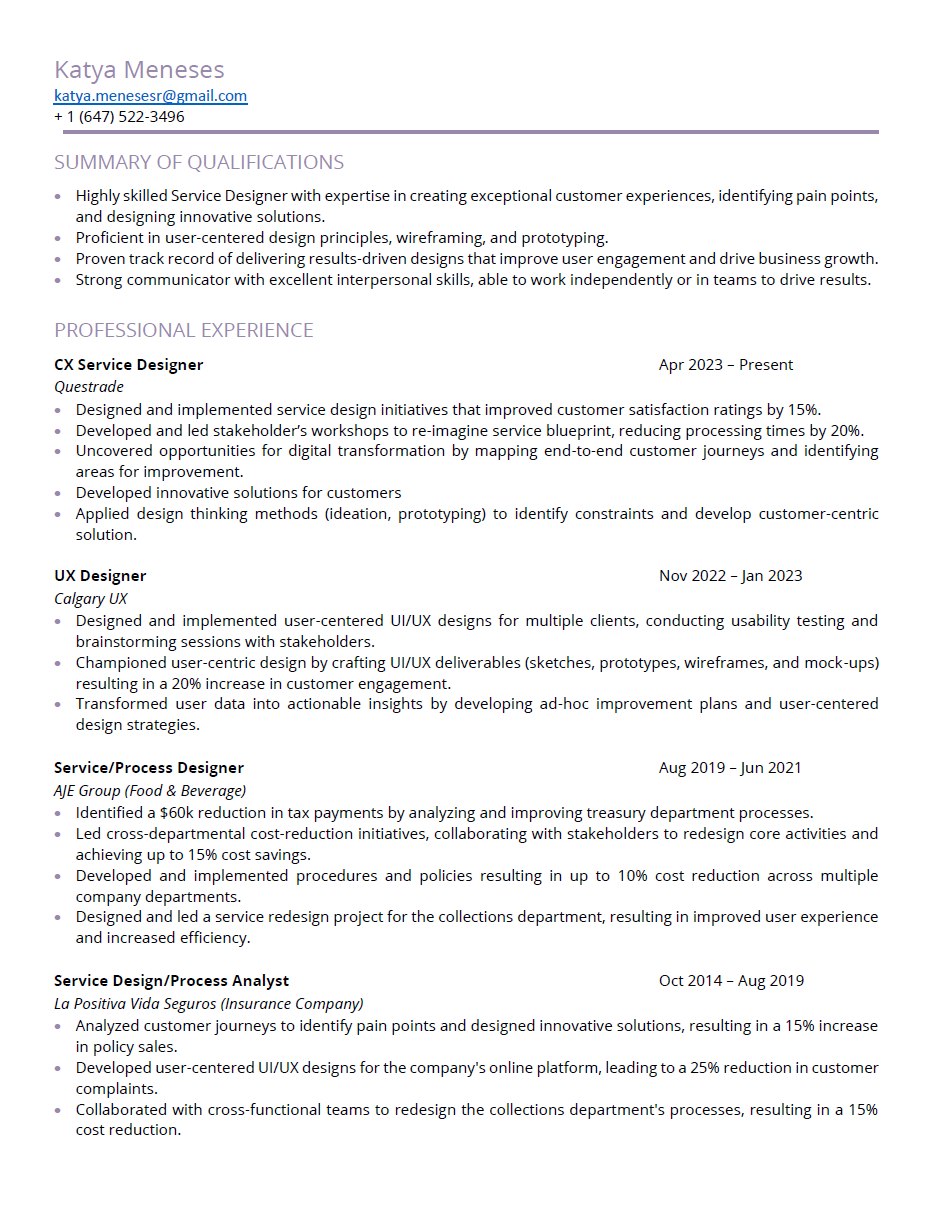 Katya Meneses
katya.menesesr@gmail.com
+ 1 (647) 522-3496
SUMMARY OF QUALIFICATIONS
• Highly skilled Service Designer with expertise in creating exceptional customer experiences, identifying pain points,
and designing innovative solutions.
• Proficient in user-centered design principles, wireframing, and prototyping.
• Proven track record of delivering results-driven designs that improve user engagement and drive business growth.
• Strong communicator with excellent interpersonal skills, able to work independently or in teams to drive results.
PROFESSIONAL EXPERIENCE
CX Service Designer Apr 2023 – Present
Questrade
• Designed and implemented service design initiatives that improved customer satisfaction ratings by 15%.
• Developed and led stakeholder’s workshops to re-imagine service blueprint, reducing processing times by 20%.
• Uncovered opportunities for digital transformation by mapping end-to-end customer journeys and identifying
areas for improvement.
• Developed innovative solutions for customers
• Applied design thinking methods (ideation, prototyping) to identify constraints and develop customer-centric
solution.
UX Designer Nov 2022 – Jan 2023
Calgary UX
• Designed and implemented user-centered UI/UX designs for multiple clients, conducting usability testing and
brainstorming sessions with stakeholders.
• Championed user-centric design by crafting UI/UX deliverables (sketches, prototypes, wireframes, and mock-ups)
resulting in a 20% increase in customer engagement.
• Transformed user data into actionable insights by developing ad-hoc improvement plans and user-centered
design strategies.
Service/Process Designer Aug 2019 – Jun 2021
AJE Group (Food & Beverage)
• Identified a $60k reduction in tax payments by analyzing and improving treasury department processes.
• Led cross-departmental cost-reduction initiatives, collaborating with stakeholders to redesign core activities and
achieving up to 15% cost savings.
• Developed and implemented procedures and policies resulting in up to 10% cost reduction across multiple
company departments.
• Designed and led a service redesign project for the collections department, resulting in improved user experience
and increased efficiency.
Service Design/Process Analyst Oct 2014 – Aug 2019
La Positiva Vida Seguros (Insurance Company)
• Analyzed customer journeys to identify pain points and designed innovative solutions, resulting in a 15% increase
in policy sales.
• Developed user-centered UI/UX designs for the company's online platform, leading to a 25% reduction in customer
complaints.
• Collaborated with cross-functional teams to redesign the collections department's processes, resulting in a 15%
cost reduction.